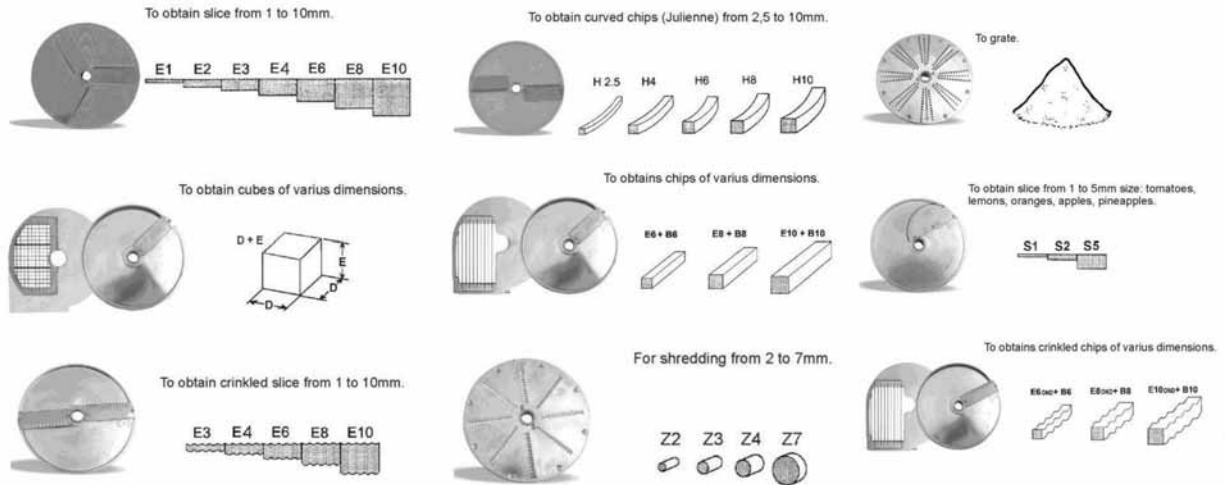 To obtain slice from 1 to 10mm.
E1 E2 E3 E4 E6 E8 E10
To obtain curved chips (Julienne) from 2,5 to 10mm.
H 2.5 H4 H6 H8 H10
To grate.
To obtain cubes of varius dimensions.
D + E
E
D
D
To obtains chips of varius dimensions.
E6 + B6 E8 + B8 E10 + B10
To obtain slice from 1 to 5mm size: tomatoes,
lemons, oranges, apples, pineapples.
S1 S2 S5
To obtain crinkled slice from 1 to 10mm.
E3 E4 E6 E8 E10
For shredding from 2 to 7mm.
Z2 Z3 Z4 Z7
To obtains crinkled chips of varius dimensions.
E6OND+ B6 E8OND+ B8 E10OND+ B10